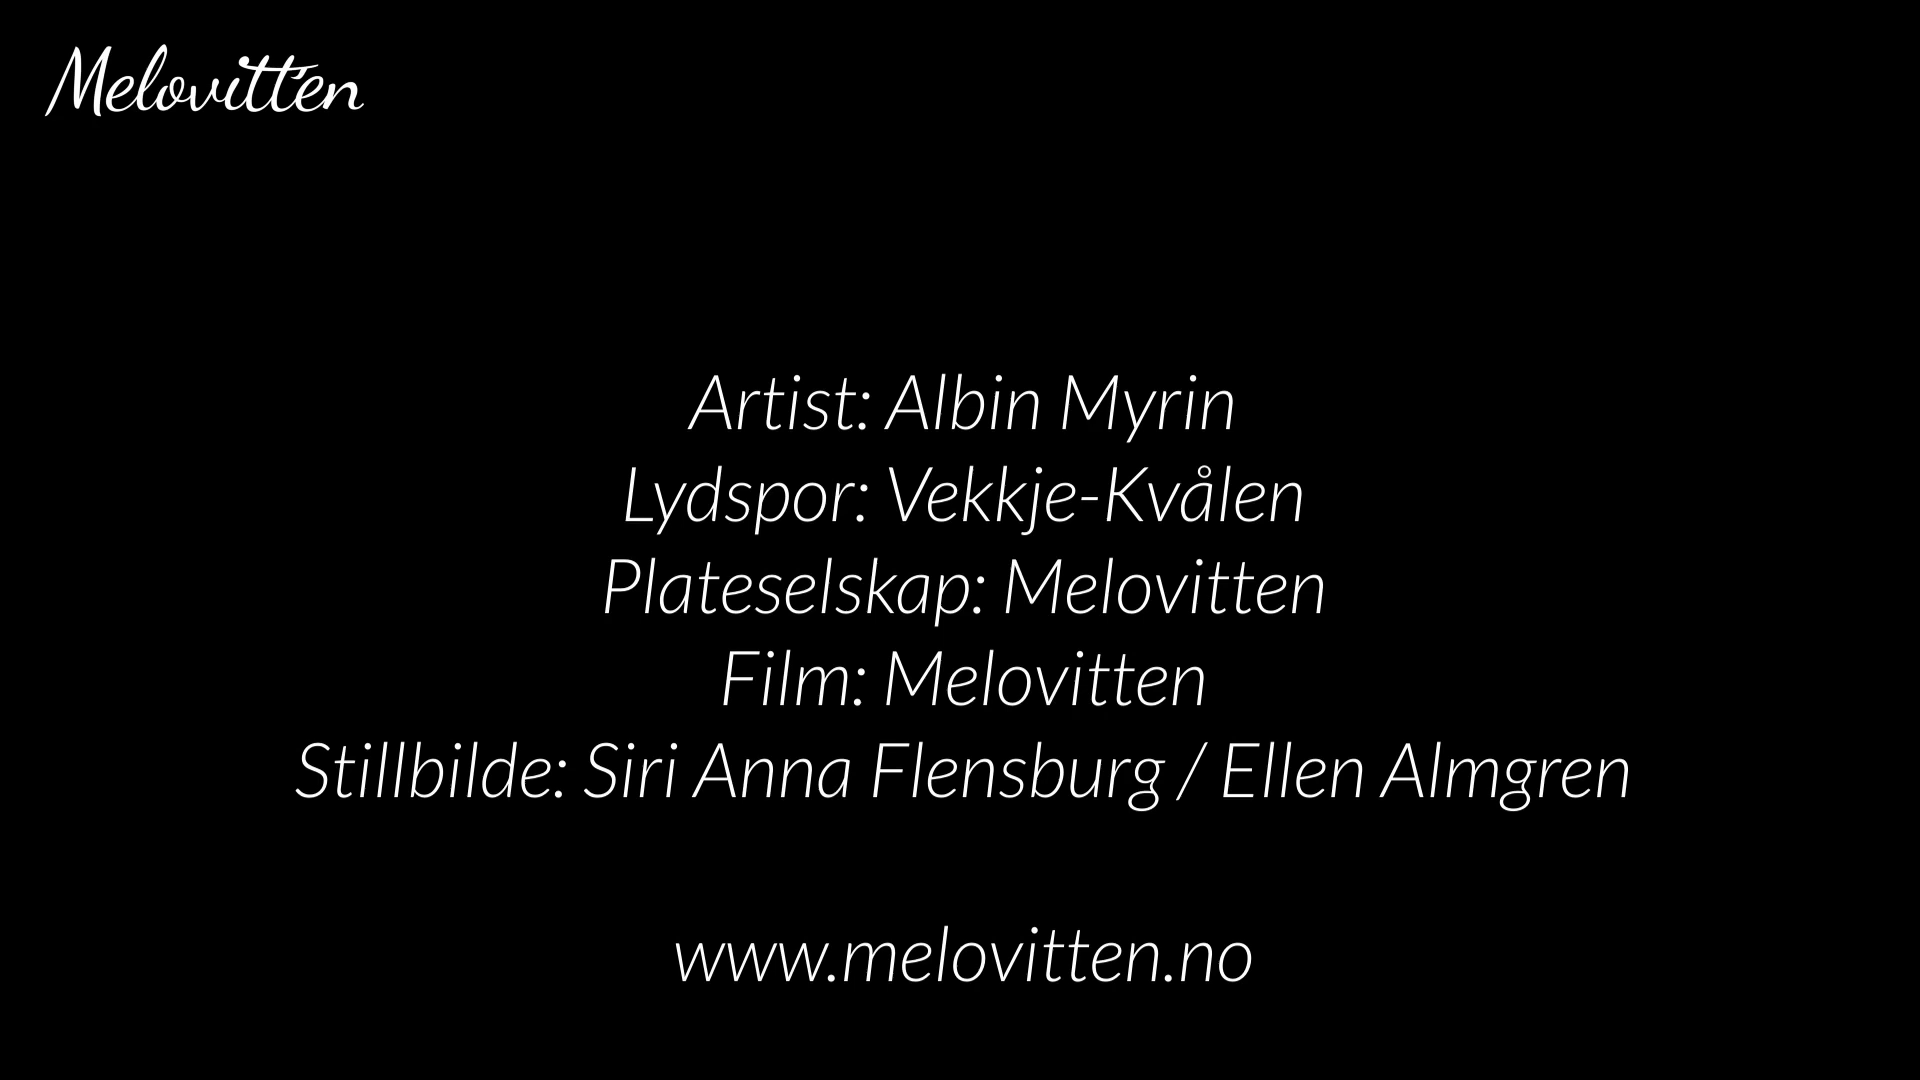 Melovitten
Artist: Albin Myrin
Lydspor: Vekkje-Kvålen
Plateselskap: Melovitten
Film: Melovitten
Stillbilde: Siri Anna Flensburg / Ellen Almgren
www.melovitten.no